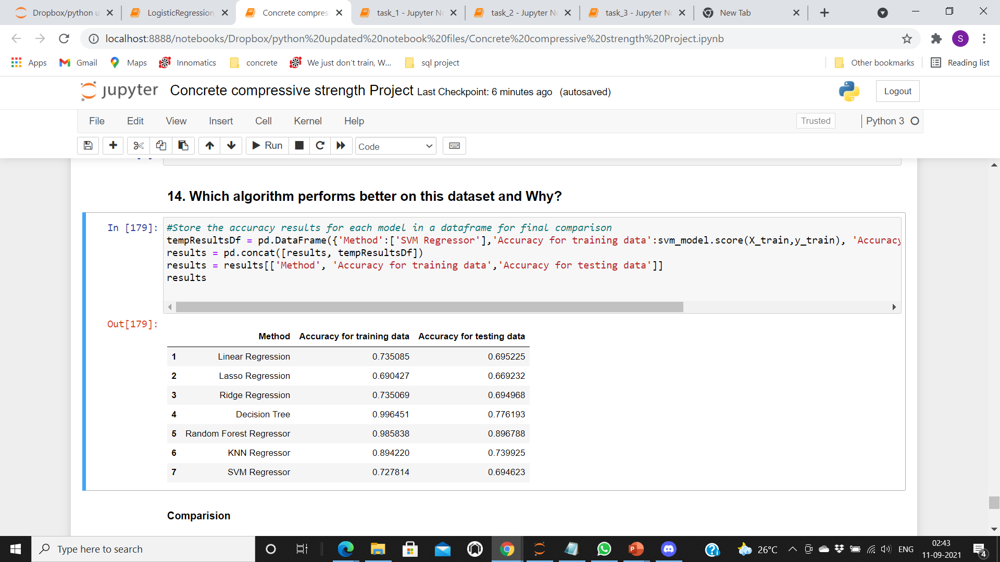 Dropbox/python u
LogisticRegression
Concrete compres
task_1 - Jupyter No
task_2 - Jupyter No
task_3 - Jupyter No
New Tab
localhost:8888/notebooks/Dropbox/python%20updated%20notebook%20files/Concrete%20compressive%20strength%20Project.ipynb
S
Apps
Gmail
Maps
Innomatics
concrete
We just don't train, W...
sql project
Other bookmarks
Reading list
jupyter
Concrete compressive strength Project Last Checkpoint: 6 minutes ago (autosaved)
Logout
File Edit View Insert Cell Kernel Help
Trusted
Python 3
Run
Code
14. Which algorithm performs better on this dataset and Why?
In [179]:
#Store the accuracy results for each model in a dataframe for final comparison
tempResultsDf = pd.DataFrame({'Method':['SVM Regressor'],'Accuracy for training data':svm_model.score(X_train,y_train), 'Accuracy
results = pd.concat([results, tempResultsDf])
results = results[['Method', 'Accuracy for training data','Accuracy for testing data']]
results
Out[179]:
Method Accuracy for training data Accuracy for testing data
1 Linear Regression 0.735085 0.695225
2 Lasso Regression 0.690427 0.669232
3 Ridge Regression 0.735069 0.694968
4 Decision Tree 0.996451 0.776193
5 Random Forest Regressor 0.985838 0.896788
6 KNN Regressor 0.894220 0.739925
7 SVM Regressor 0.727814 0.694623
Comparision
Type here to search
26°C
ENG
02:43
11-09-2021
4